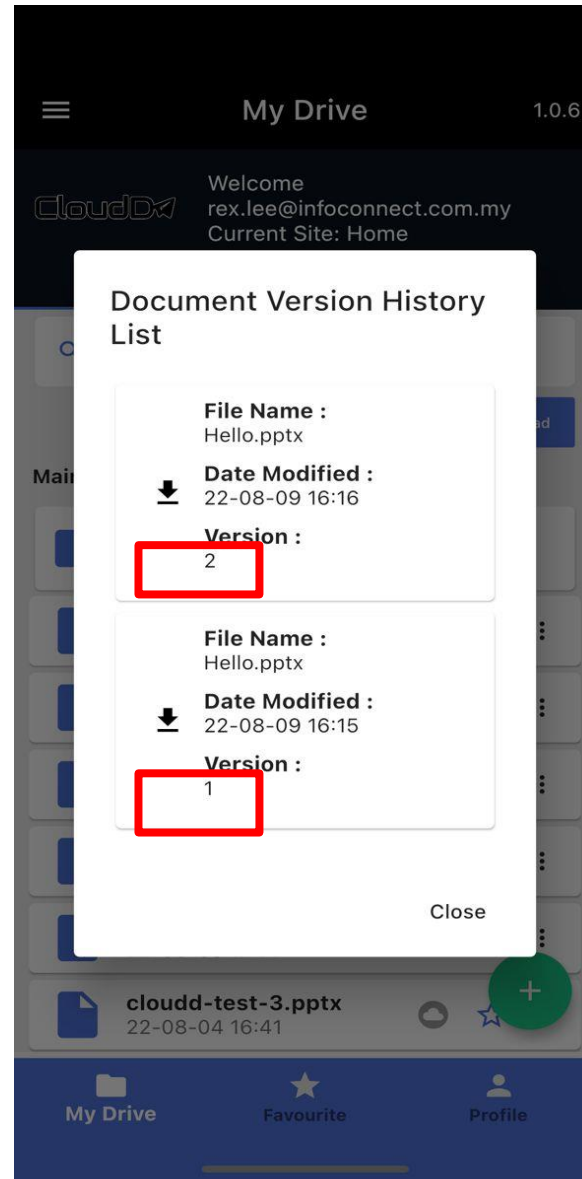 My Drive
1.0.6
CloudD
Welcome
rex.lee@infoconnect.com.my
Current Site: Home
Document Version History
List
File Name :
Hello.pptx
Date Modified :
22-08-09 16:16
Version :
2
File Name :
Hello.pptx
Date Modified :
22-08-09 16:15
Version :
1
Close
cloudd-test-3.pptx
22-08-04 16:41
My Drive
Favourite
Profile